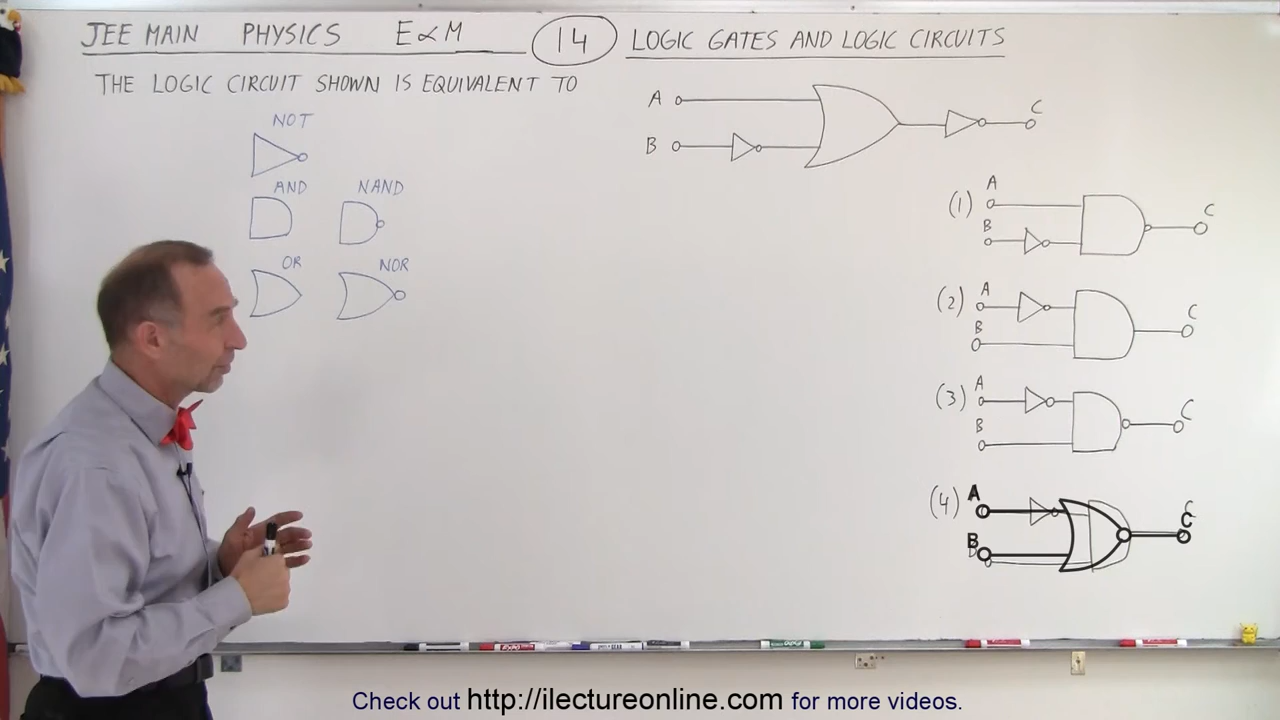 JEE MAIN PHYSICS E∝M 14 LOGIC GATES AND LOGIC CIRCUITS
THE LOGIC CIRCUIT SHOWN IS EQUIVALENT TO
A
B
C
NOT
AND NAND
OR NOR
(1)
A
B
C
(2)
A
B
C
(3)
A
B
C
(4)
A
B
C
Check out http://ilectureonline.com for more videos.